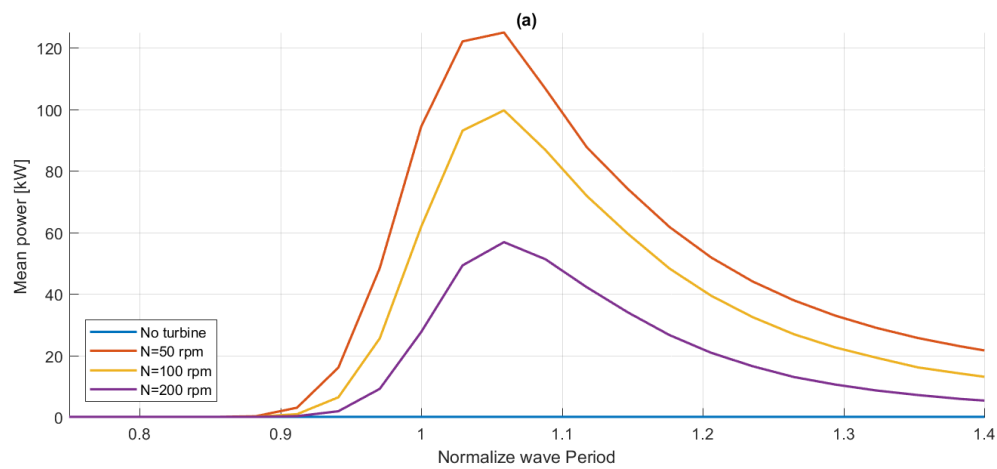 (a)
Mean power [kW]
120
100
80
60
40
20
0
No turbine
N=50 rpm
N=100 rpm
N=200 rpm
0.8 0.9 1 1.1 1.2 1.3 1.4
Normalize wave Period